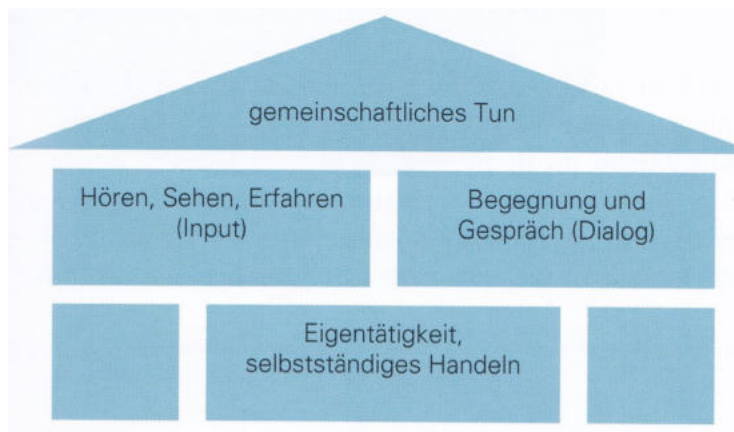 gemeinschaftliches Tun
Hören, Sehen, Erfahren
(Input)
Begegnung und
Gespräch (Dialog)
Eigentätigkeit,
selbstständiges Handeln